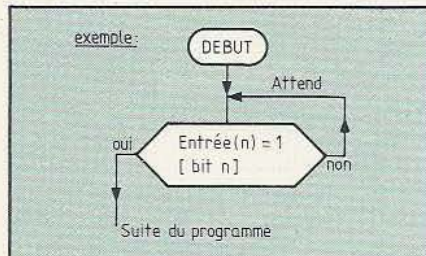 exemple:
DEBUT
Attend
oui
Entrée(n) = 1
[ bit n ]
non
Suite du programme